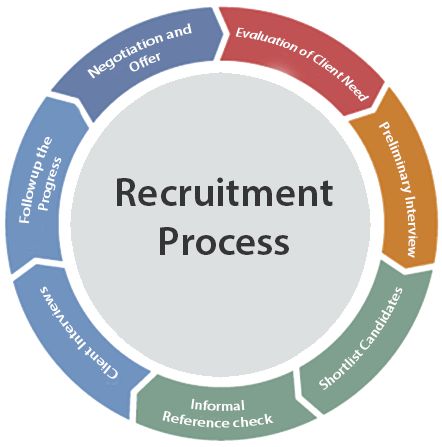 Recruitment
Process
Evaluation of Client Need
Preliminary Interview
Shortlist Candidates
Informal
Reference check
Client Interviews
Followup the
Progress
Negotiation and
Offer